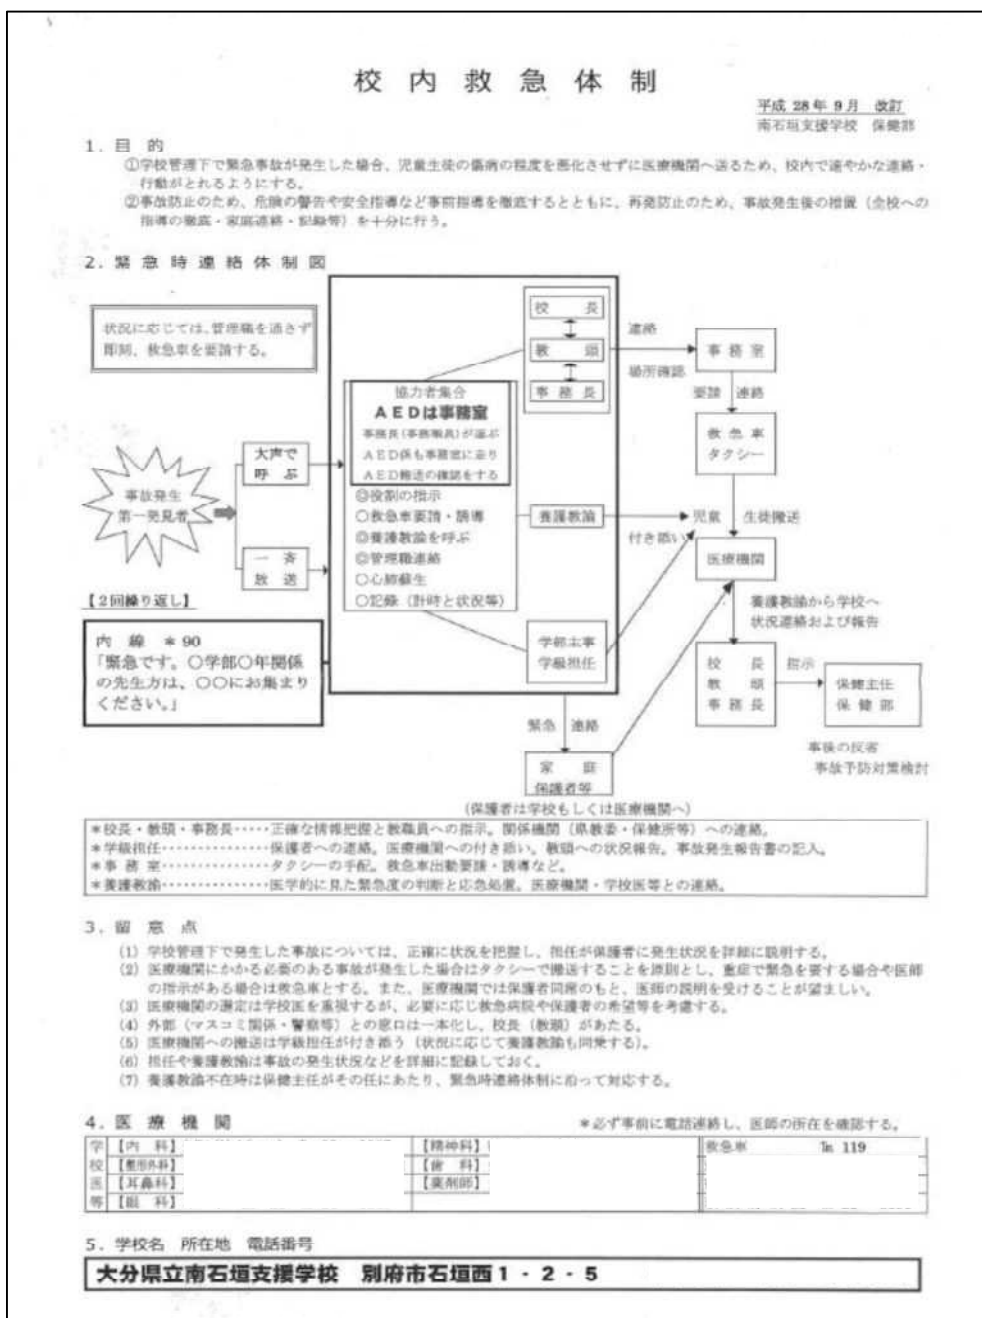 校内救急体制
平成28年9月 改訂
南石垣支援学校 保健部
1.目的
①学校管理下で緊急事故が発生した場合、児童生徒の傷病の程度を悪化させずに医療機関へ送るため、校内で速やかな連絡・
行動がとれるようにする。
②事故防止のため、危険の警告や安全指導など事前指導を徹底するとともに、再発防止のため、事故発生後の措置(全校への
指導の徹底・家庭連絡・記録等)を十分に行う。
2.緊急時連絡体制図
状況に応じては、管理職を通さず
即刻、救急車を要請する。
事故発生
第一発見者
大声で
呼ぶ
一斉
放送
【2回繰り返し】
内線 *90
「緊急です。○学部○年関係
の先生方は、○○にお集まり
ください。」
協力者集合
AEDは事務室
事務長(事務職員)が運ぶ
AED係も事務室に走り
AED搬送の確認をする
◎役割の指示
○救急車要請・誘導
◎養護教諭を呼ぶ
◎管理職連絡
○心肺蘇生
○記録(計時と状況等)
校長
教頭
事務長
養護教諭
学部主事
学級担任
連絡
場所確認
事務室
要請 連絡
救急車
タクシー
児童 生徒搬送
付き添い
医療機関
養護教諭から学校へ
状況連絡および報告
校長
教頭
事務長
指示
保健主任
保健部
事後の反省
事故予防対策検討
緊急 連絡
家庭
保護者等
(保護者は学校もしくは医療機関へ)
*校長・教頭・事務長・・・・・正確な情報把握と教職員への指示。関係機関(県教委・保健所等)への連絡。
*学級担任・・・・・・・・・・・・・・保護者への連絡。医療機関への付き添い。教頭への状況報告。事故発生報告書の記入。
*事務室・・・・・・・・・・・・・・・タクシーの手配。救急車出動要請・誘導など。
*養護教諭・・・・・・・・・・・・・・医学的に見た緊急度の判断と応急処置。医療機関・学校医等との連絡。
3.留意点
(1) 学校管理下で発生した事故については、正確に状況を把握し、担任が保護者に発生状況を詳細に説明する。
(2) 医療機関にかかる必要のある事故が発生した場合はタクシーで搬送することを原則とし、重症で緊急を要する場合や医師
の指示がある場合は救急車とする。また、医療機関では保護者同席のもと、医師の説明を受けることが望ましい。
(3) 医療機関の選定は学校医を重視するが、必要に応じ救急病院や保護者の希望等を考慮する。
(4) 外部(マスコミ関係・警察等)との窓口は一本化し、校長(教頭)があたる。
(5) 医療機関への搬送は学級担任が付き添う(状況に応じて養護教諭も同乗する)。
(6) 担任や養護教諭は事故の発生状況などを詳細に記録しておく。
(7) 養護教諭不在時は保健主任がその任にあたり、緊急時連絡体制に沿って対応する。
4.医療機関 *必ず事前に電話連絡し、医師の所在を確認する。
学校医等
【内科】 【精神科】 救急車 ℡ 119
【整形外科】 【歯科】
【耳鼻科】 【薬剤師】
【眼科】
5.学校名 所在地 電話番号
大分県立南石垣支援学校 別府市石垣西1-2-5